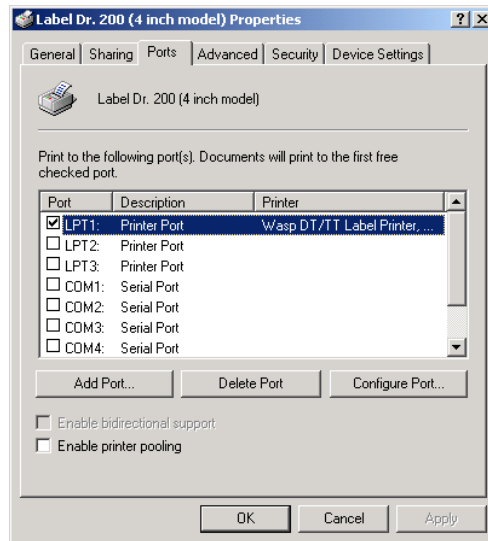 Label Dr. 200 (4 inch model) Properties
General Sharing Ports Advanced Security Device Settings
Label Dr. 200 (4 inch model)
Print to the following port(s). Documents will print to the first free
checked port.
Port Description Printer
LPT1: Printer Port Wasp DT/TT Label Printer, ...
LPT2: Printer Port
LPT3: Printer Port
COM1: Serial Port
COM2: Serial Port
COM3: Serial Port
COM4: Serial Port
Add Port... Delete Port Configure Port...
Enable bidirectional support
Enable printer pooling
OK Cancel Apply